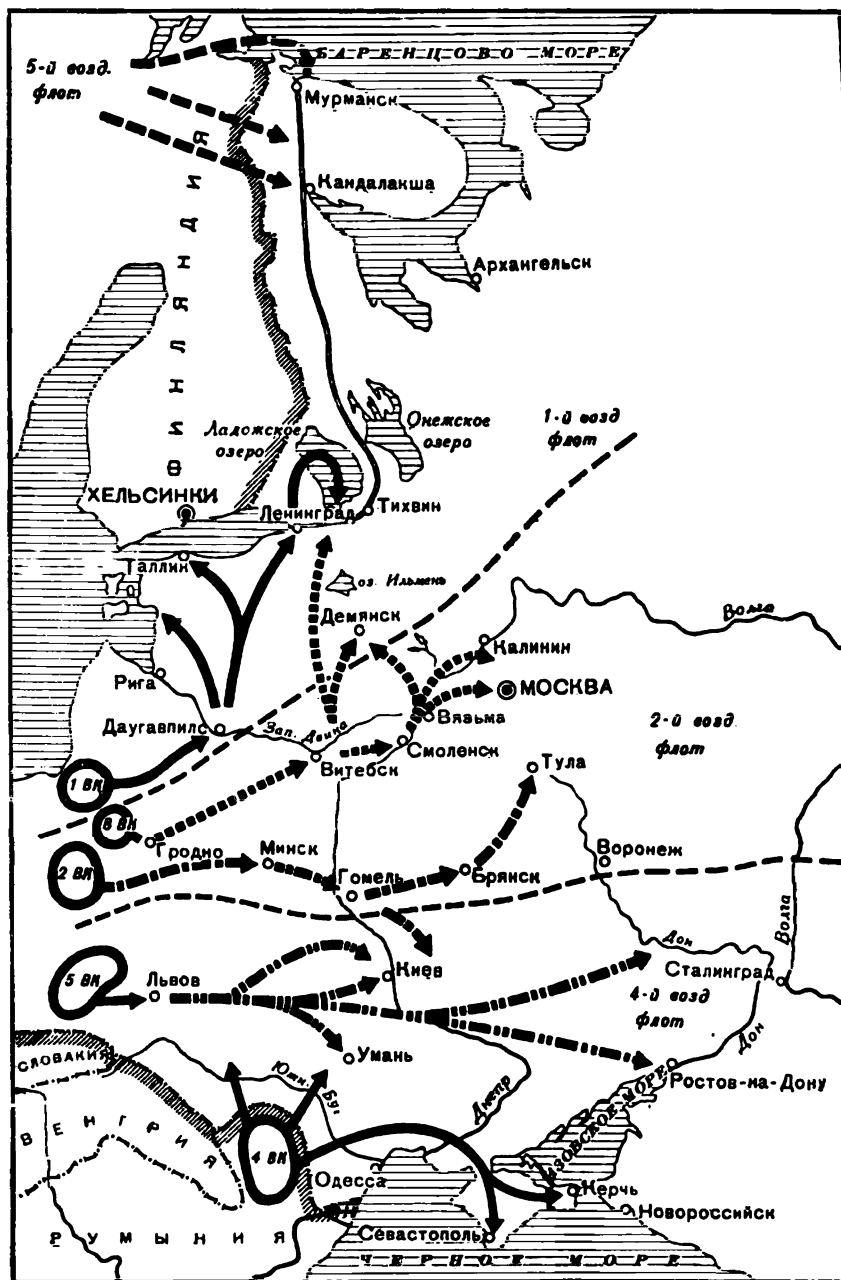 БАРЕНЦОВО МОРЕ
5-й возд.
флот
Мурманск
Кандалакша
Архангельск
ФИНЛЯНДИЯ
Ладожское
озеро
Онежское
озеро
1-й возд
флот
ХЕЛЬСИНКИ
Ленинград
Тихвин
Таллин
оз. Ильмень
Демянск
Волга
Калинин
Рига
МОСКВА
Даугавпилс
Зап. Двина
Вязьма
2-й возд.
флот
Смоленск
Витебск
Тула
1 ВК
8 ВК
Гродно
Минск
Воронеж
2 ВК
Гомель
Брянск
Волга
Дон
5 ВК
Львов
Киев
Сталинград
4-й возд
флот
Умань
Дон
СЛОВАКИЯ
Южн. Буг
Ростов-на-Дону
Днепр
АЗОВСКОЕ МОРЕ
ВЕНГРИЯ
4 ВК
Одесса
Керчь
Новороссийск
Севастополь
РУМЫНИЯ
ЧЕРНОЕ МОРЕ